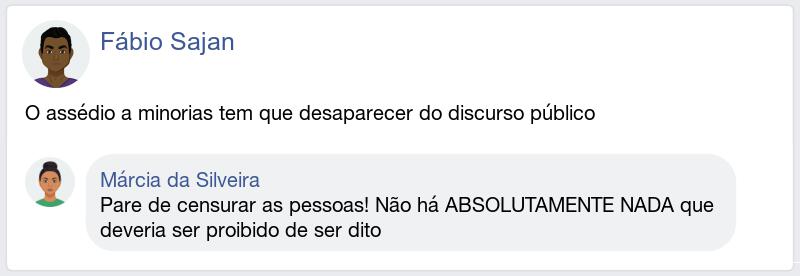 Fábio Sajan
O assédio a minorias tem que desaparecer do discurso público
Márcia da Silveira
Pare de censurar as pessoas! Não há ABSOLUTAMENTE NADA que
deveria ser proibido de ser dito